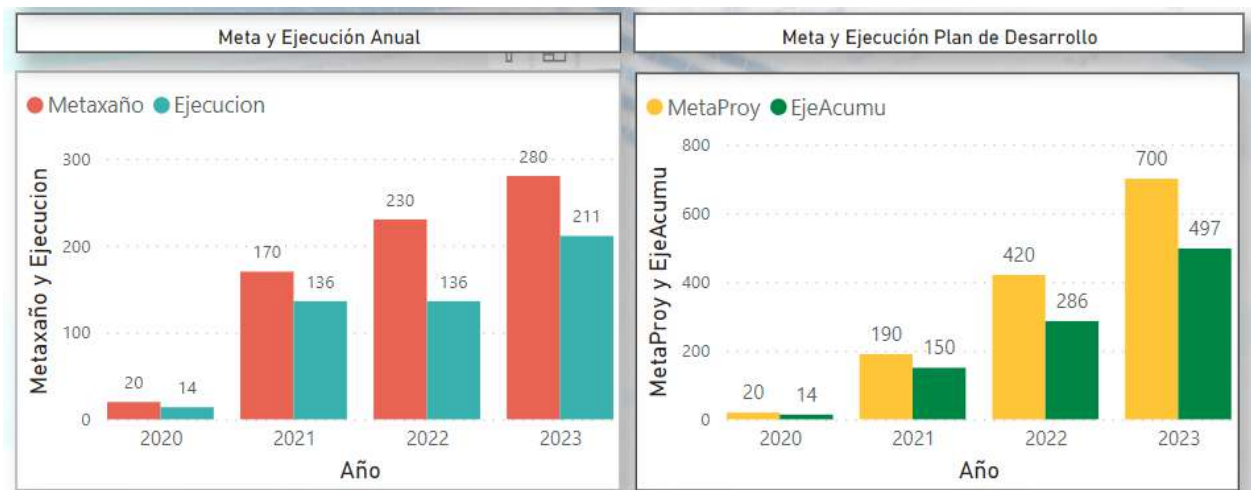 Meta y Ejecución Anual
Metaxaño Ejecucion
Metaxaño y Ejecucion
300
200
100
0
20 14
170 136
230 136
280 211
2020 2021 2022 2023
Año
Meta y Ejecución Plan de Desarrollo
MetaProy EjeAcumu
MetaProy y EjeAcumu
800
600
400
200
0
20 14
190 150
420 286
700 497
2020 2021 2022 2023
Año